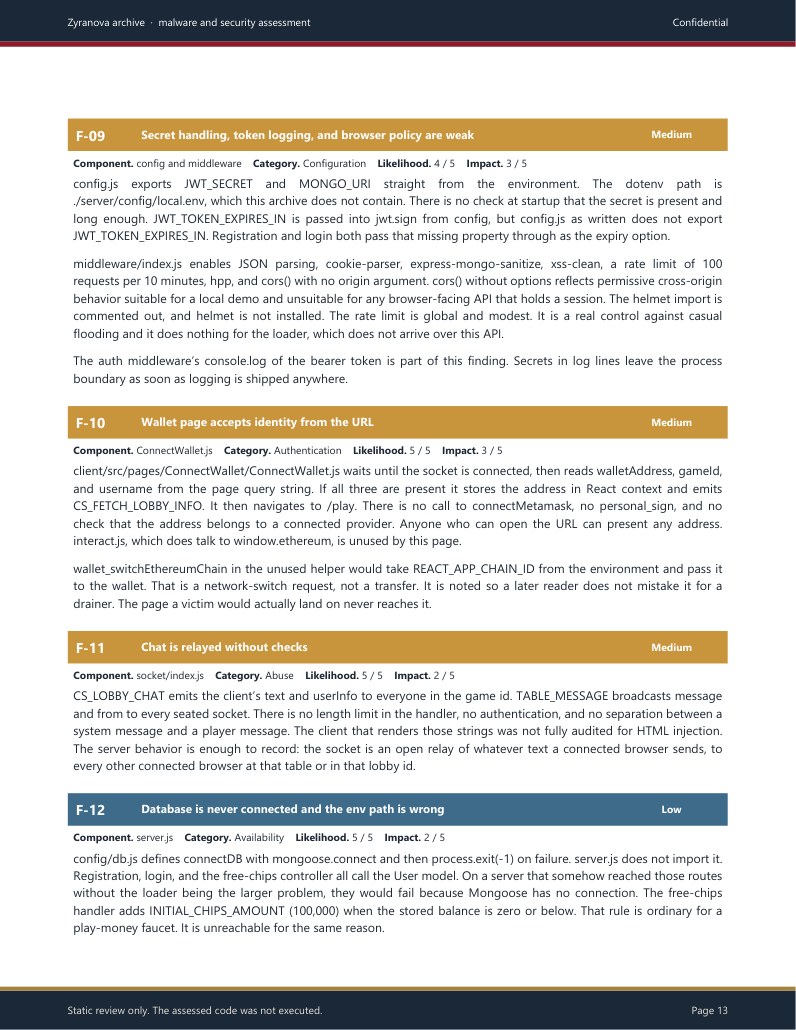 Zyranova archive · malware and security assessment
Confidential
F-09
Secret handling, token logging, and browser policy are weak
Medium
Component. config and middleware Category. Configuration Likelihood. 4 / 5 Impact. 3 / 5
config.js exports JWT_SECRET and MONGO_URI straight from the environment. The dotenv path is
./server/config/local.env, which this archive does not contain. There is no check at startup that the secret is present and
long enough. JWT_TOKEN_EXPIRES_IN is passed into jwt.sign from config, but config.js as written does not export
JWT_TOKEN_EXPIRES_IN. Registration and login both pass that missing property through as the expiry option.
middleware/index.js enables JSON parsing, cookie-parser, express-mongo-sanitize, xss-clean, a rate limit of 100
requests per 10 minutes, hpp, and cors() with no origin argument. cors() without options reflects permissive cross-origin
behavior suitable for a local demo and unsuitable for any browser-facing API that holds a session. The helmet import is
commented out, and helmet is not installed. The rate limit is global and modest. It is a real control against casual
flooding and it does nothing for the loader, which does not arrive over this API.
The auth middleware’s console.log of the bearer token is part of this finding. Secrets in log lines leave the process
boundary as soon as logging is shipped anywhere.
F-10
Wallet page accepts identity from the URL
Medium
Component. ConnectWallet.js Category. Authentication Likelihood. 5 / 5 Impact. 3 / 5
client/src/pages/ConnectWallet/ConnectWallet.js waits until the socket is connected, then reads walletAddress, gameId,
and username from the page query string. If all three are present it stores the address in React context and emits
CS_FETCH_LOBBY_INFO. It then navigates to /play. There is no call to connectMetamask, no personal_sign, and no
check that the address belongs to a connected provider. Anyone who can open the URL can present any address.
interact.js, which does talk to window.ethereum, is unused by this page.
wallet_switchEthereumChain in the unused helper would take REACT_APP_CHAIN_ID from the environment and pass it
to the wallet. That is a network-switch request, not a transfer. It is noted so a later reader does not mistake it for a
drainer. The page a victim would actually land on never reaches it.
F-11
Chat is relayed without checks
Medium
Component. socket/index.js Category. Abuse Likelihood. 5 / 5 Impact. 2 / 5
CS_LOBBY_CHAT emits the client’s text and userInfo to everyone in the game id. TABLE_MESSAGE broadcasts message
and from to every seated socket. There is no length limit in the handler, no authentication, and no separation between a
system message and a player message. The client that renders those strings was not fully audited for HTML injection.
The server behavior is enough to record: the socket is an open relay of whatever text a connected browser sends, to
every other connected browser at that table or in that lobby id.
F-12
Database is never connected and the env path is wrong
Low
Component. server.js Category. Availability Likelihood. 5 / 5 Impact. 2 / 5
config/db.js defines connectDB with mongoose.connect and then process.exit(-1) on failure. server.js does not import it.
Registration, login, and the free-chips controller all call the User model. On a server that somehow reached those routes
without the loader being the larger problem, they would fail because Mongoose has no connection. The free-chips
handler adds INITIAL_CHIPS_AMOUNT (100,000) when the stored balance is zero or below. That rule is ordinary for a
play-money faucet. It is unreachable for the same reason.
Static review only. The assessed code was not executed.
Page 13